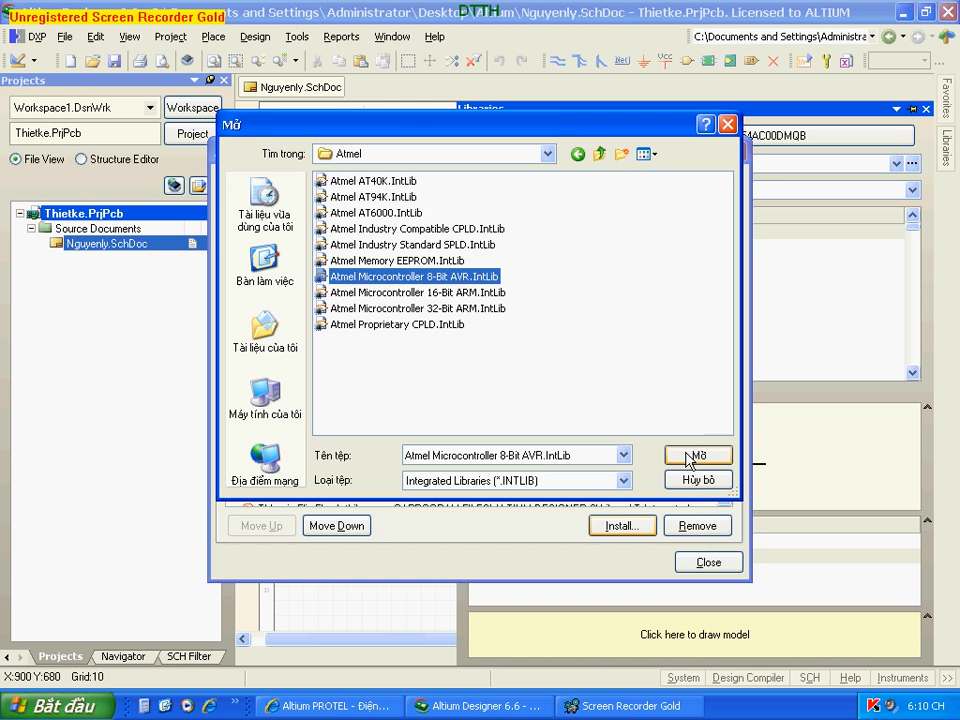 Unregistered Screen Recorder Gold
DTTH
s and Settings\Administrator\Deskto
ltium\Nguyenly.SchDoc - Thietke.PrjPcb. Licensed to ALTIUM
DXP File Edit View Project Place Design Tools Reports Window Help
C:\Documents and Settings\Administra
Projects
Nguyenly.SchDoc
Libraries
Workspace1.DsnWrk
Workspace
Thietke.PrjPcb
Project
File View
Structure Editor
Thietke.PrjPcb
Source Documents
Nguyenly.SchDoc
Favorites
Libraries
54AC00DMQB
Mở
Tìm trong:
Atmel
Tài liệu vừa dùng của tôi
Bàn làm việc
Tài liệu của tôi
Máy tính của tôi
Địa điểm mạng
Atmel AT40K.IntLib
Atmel AT94K.IntLib
Atmel AT6000.IntLib
Atmel Industry Compatible CPLD.IntLib
Atmel Industry Standard SPLD.IntLib
Atmel Memory EEPROM.IntLib
Atmel Microcontroller 8-Bit AVR.IntLib
Atmel Microcontroller 16-Bit ARM.IntLib
Atmel Microcontroller 32-Bit ARM.IntLib
Atmel Proprietary CPLD.IntLib
Tên tệp:
Atmel Microcontroller 8-Bit AVR.IntLib
Mở
Loại tệp:
Integrated Libraries (*.INTLIB)
Hủy bỏ
Move Up
Move Down
Install...
Remove
Close
Click here to draw model
Projects
Navigator
SCH Filter
X:900 Y:680 Grid:10
System
Design Compiler
SCH
Help
Instruments
>>
Bắt đầu
Altium PROTEL - Điện...
Altium Designer 6.6 - ...
Screen Recorder Gold
6:10 CH